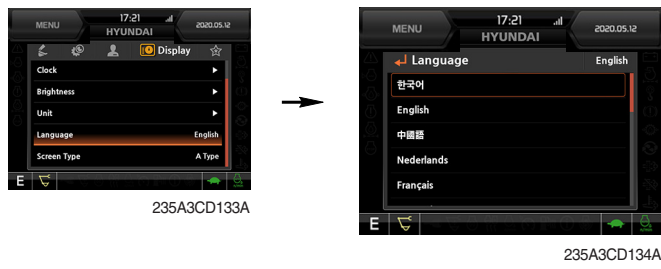 MENU
17:21
2020.05.12
HYUNDAI
Display
Clock
Brightness
Unit
Language English
Screen Type A Type
E
235A3CD133A
MENU
17:21
2020.05.12
HYUNDAI
Language English
한국어
English
中國語
Nederlands
Français
E
235A3CD134A